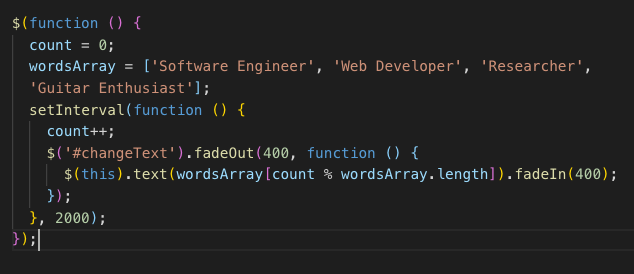 $(function () {
  count = 0;
  wordsArray = ['Software Engineer', 'Web Developer', 'Researcher',
  'Guitar Enthusiast'];
  setInterval(function () {
    count++;
    $('#changeText').fadeOut(400, function () {
      $(this).text(wordsArray[count % wordsArray.length]).fadeIn(400);
    });
  }, 2000);
});